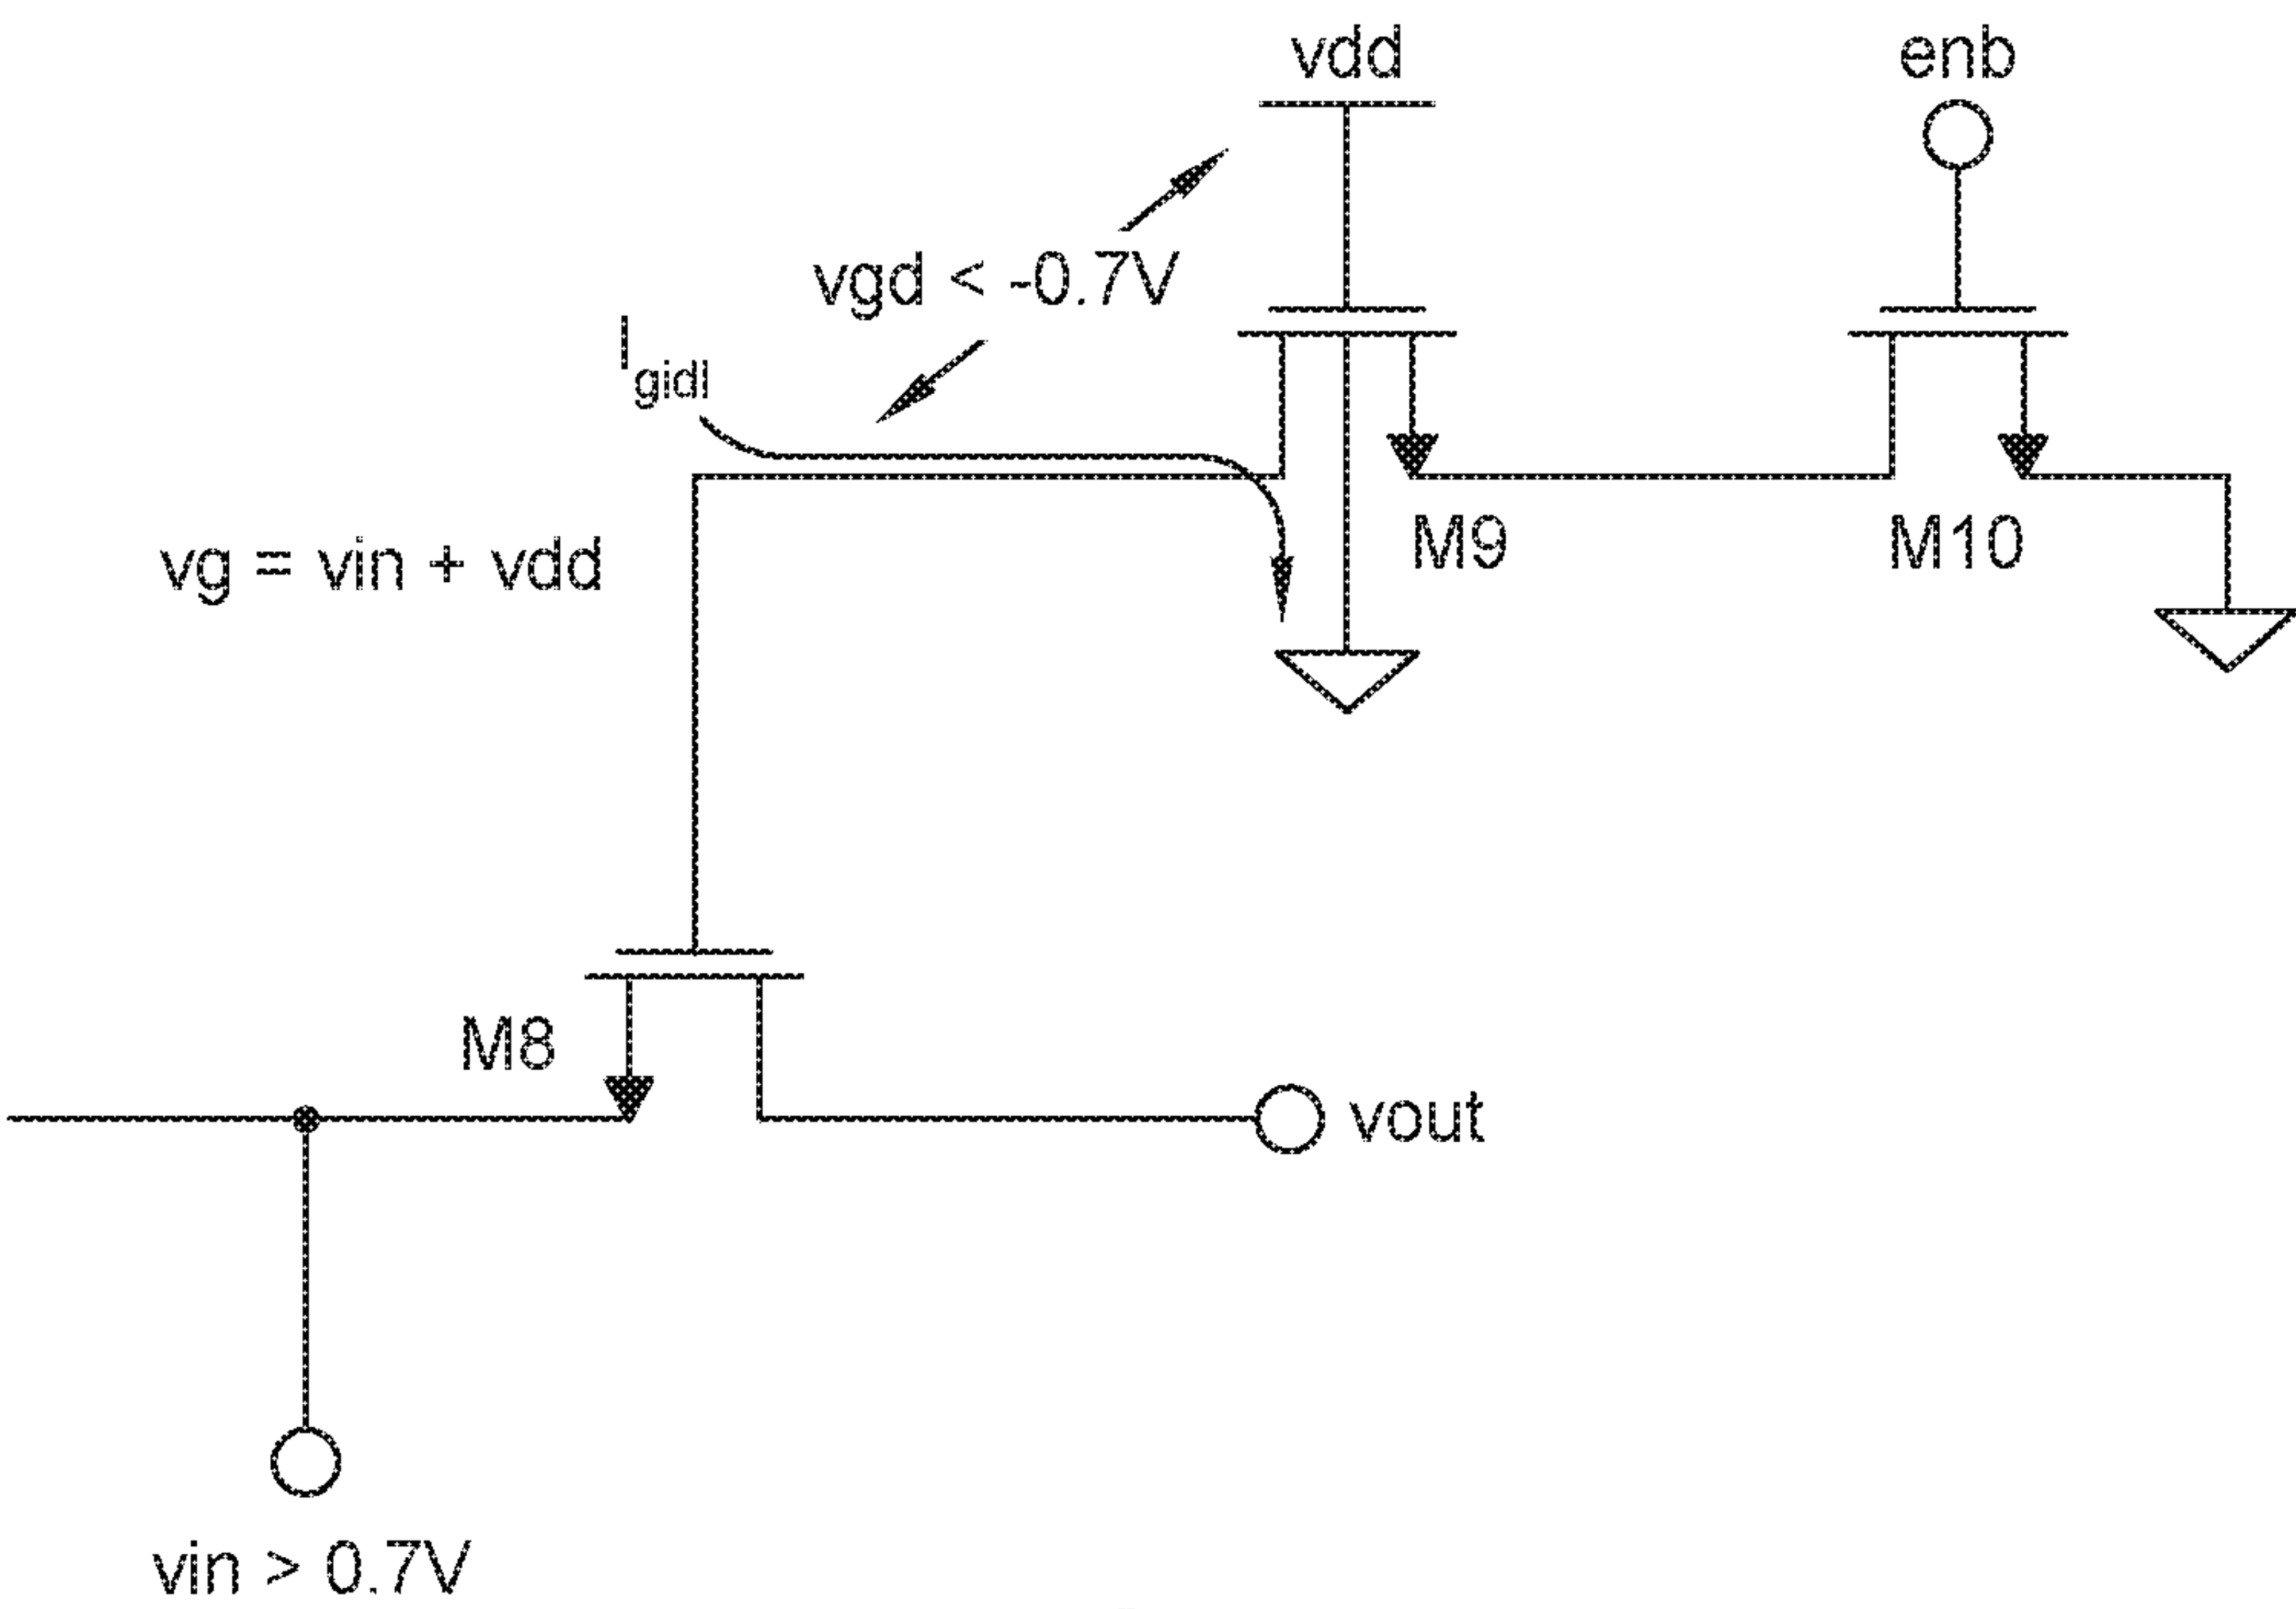 vdd
enb
vgd < -0.7V
Igidl
vg = vin + vdd
M9
M10
M8
vout
vin > 0.7V